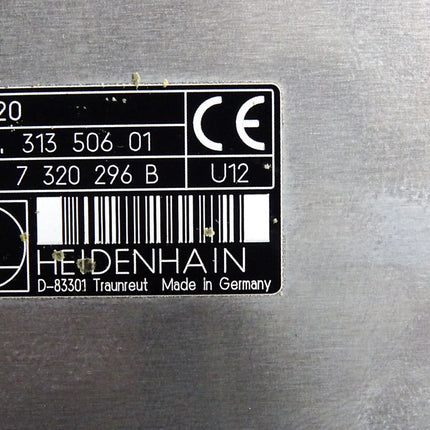 20
. 313 506 01
7 320 296 B U12
CE
HEIDENHAIN
D-83301 Traunreut Made in Germany